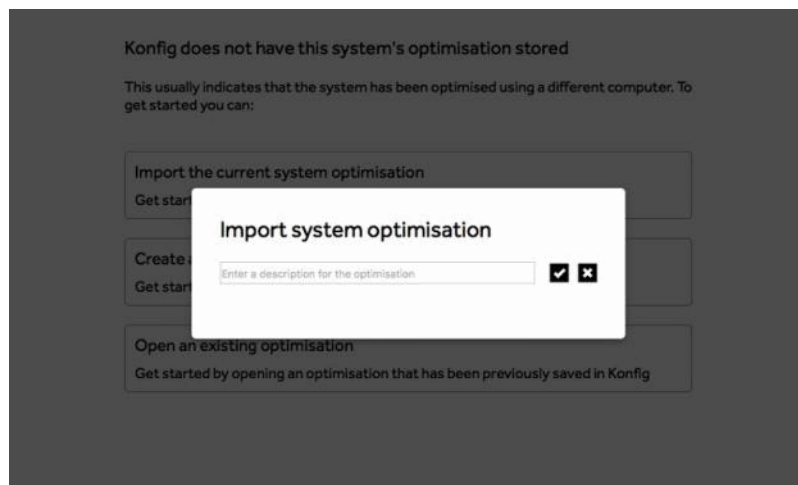 Konfig does not have this system's optimisation stored
This usually indicates that the system has been optimised using a different computer. To
get started you can:
Import the current system optimisation
Get start
Import system optimisation
Enter a description for the optimisation
Create a
Get start
Open an existing optimisation
Get started by opening an optimisation that has been previously saved in Konfig